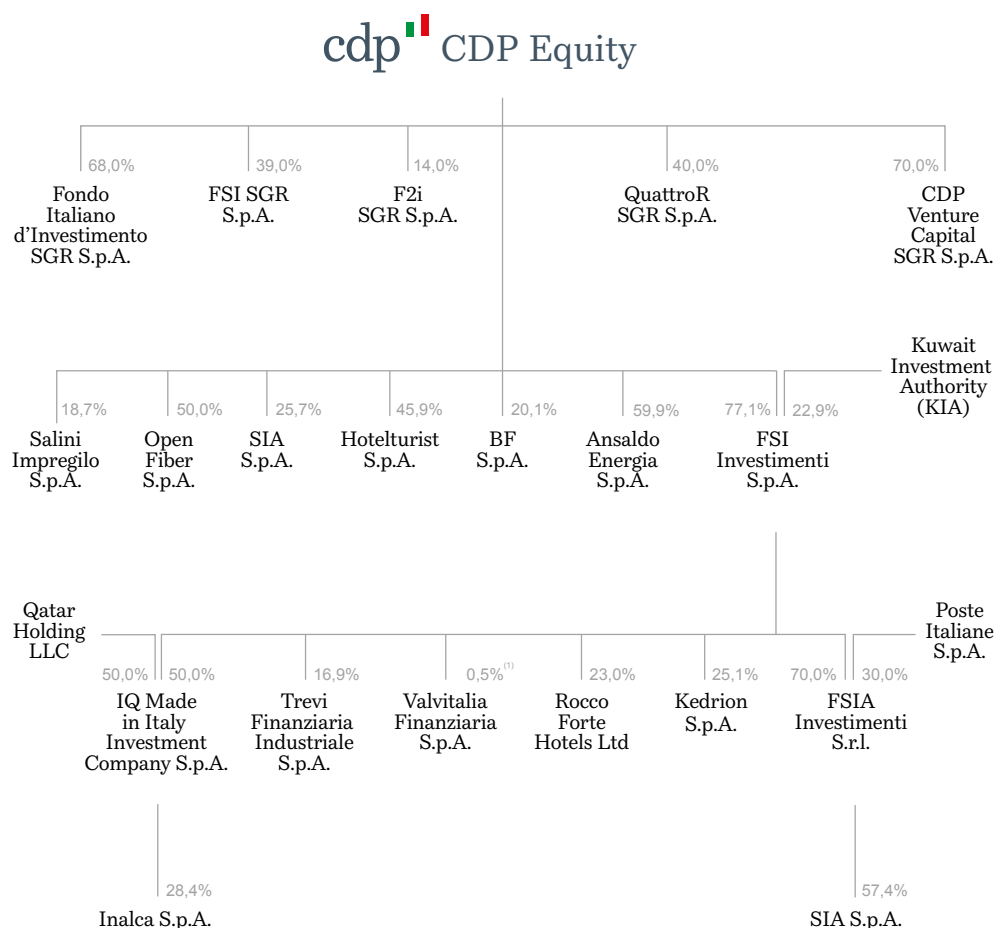 cdp CDP Equity
68,0%
Fondo
Italiano
d’Investimento
SGR S.p.A.
39,0%
FSI SGR
S.p.A.
14,0%
F2i
SGR S.p.A.
40,0%
QuattroR
SGR S.p.A.
70,0%
CDP
Venture
Capital
SGR S.p.A.
Kuwait
Investment
Authority
(KIA)
18,7%
Salini
Impregilo
S.p.A.
50,0%
Open
Fiber
S.p.A.
25,7%
SIA
S.p.A.
45,9%
Hotelturist
S.p.A.
20,1%
BF
S.p.A.
59,9%
Ansaldo
Energia
S.p.A.
77,1% 22,9%
FSI
Investimenti
S.p.A.
Qatar
Holding
LLC
Poste
Italiane
S.p.A.
50,0% 50,0%
IQ Made
in Italy
Investment
Company S.p.A.
16,9%
Trevi
Finanziaria
Industriale
S.p.A.
0,5%(1)
Valvitalia
Finanziaria
S.p.A.
23,0%
Rocco
Forte
Hotels Ltd
25,1%
Kedrion
S.p.A.
70,0% 30,0%
FSIA
Investimenti
S.r.l.
28,4%
Inalca S.p.A.
57,4%
SIA S.p.A.